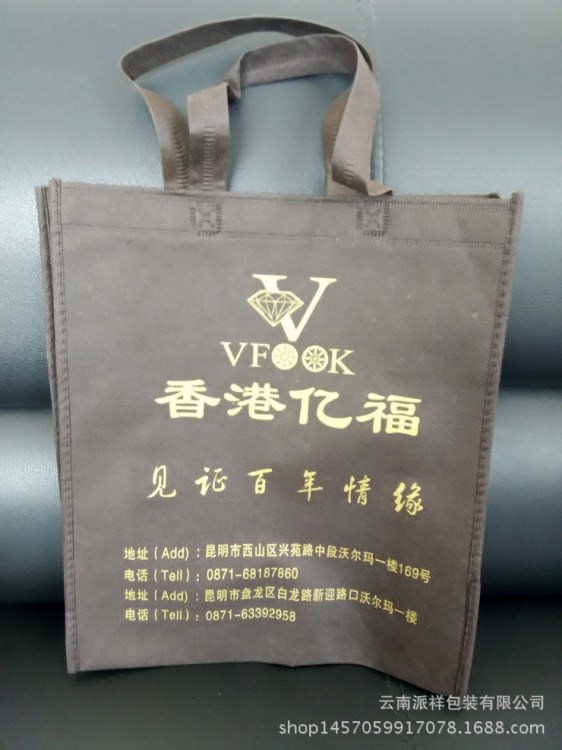 V
VFOOK
香港亿福
见证百年情缘
地址(Add):昆明市西山区兴苑路中段沃尔玛一楼169号
电话(Tell):0871-68187860
地址(Add):昆明市盘龙区白龙路新迎路口沃尔玛一楼
电话(Tell):0871-63392958
云南派祥包装有限公司
shop1457059917078.1688.com